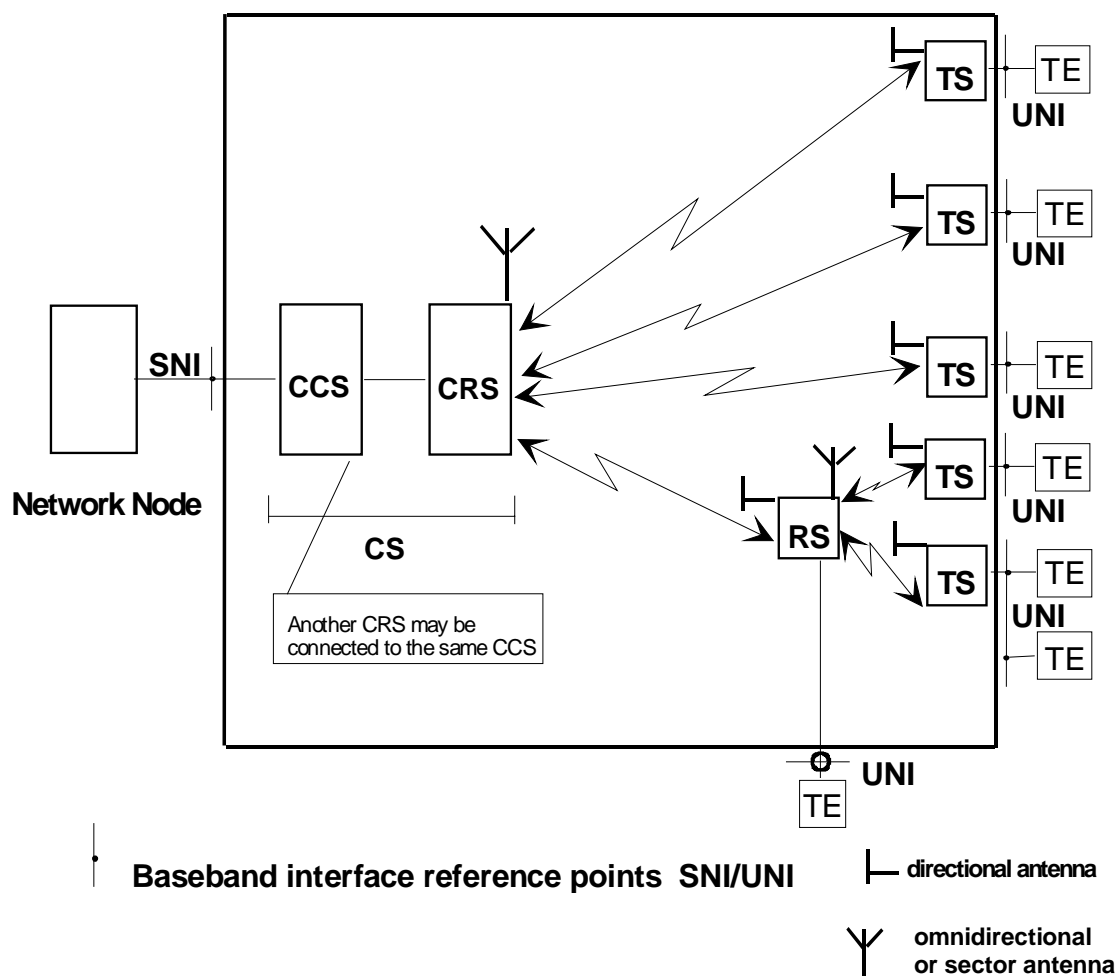 TS
TE
UNI
TS
TE
UNI
SNI
CCS
CRS
TS
TE
UNI
Network Node
CS
RS
TS
TE
UNI
TS
TE
UNI
TE
Another CRS may be
connected to the same CCS
UNI
TE
Baseband interface reference points SNI/UNI
directional antenna
omnidirectional
or sector antenna